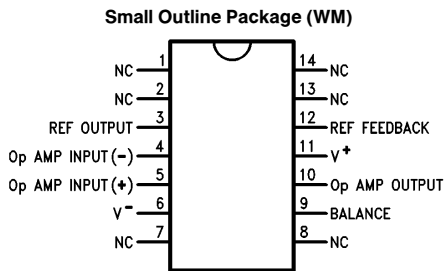 Small Outline Package (WM)
NC 1 14 NC
NC 2 13 NC
REF OUTPUT 3 12 REF FEEDBACK
Op AMP INPUT (-) 4 11 V+
Op AMP INPUT (+) 5 10 Op AMP OUTPUT
V- 6 9 BALANCE
NC 7 8 NC